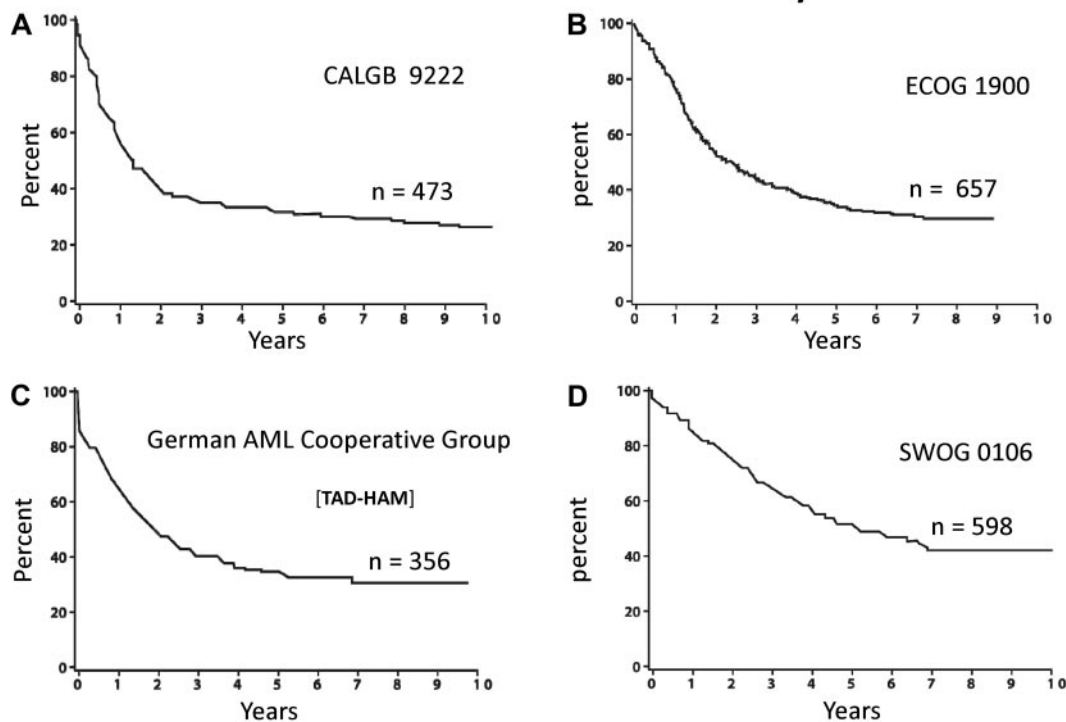 A
CALGB 9222
n = 473
Percent
100
80
60
40
20
0
0 1 2 3 4 5 6 7 8 9 10
Years
B
ECOG 1900
n = 657
percent
100
80
60
40
20
0
0 1 2 3 4 5 6 7 8 9 10
Years
C
German AML Cooperative Group
[TAD-HAM]
n = 356
Percent
100
80
60
40
20
0
0 1 2 3 4 5 6 7 8 9 10
Years
D
SWOG 0106
n = 598
percent
100
80
60
40
20
0
0 1 2 3 4 5 6 7 8 9 10
Years